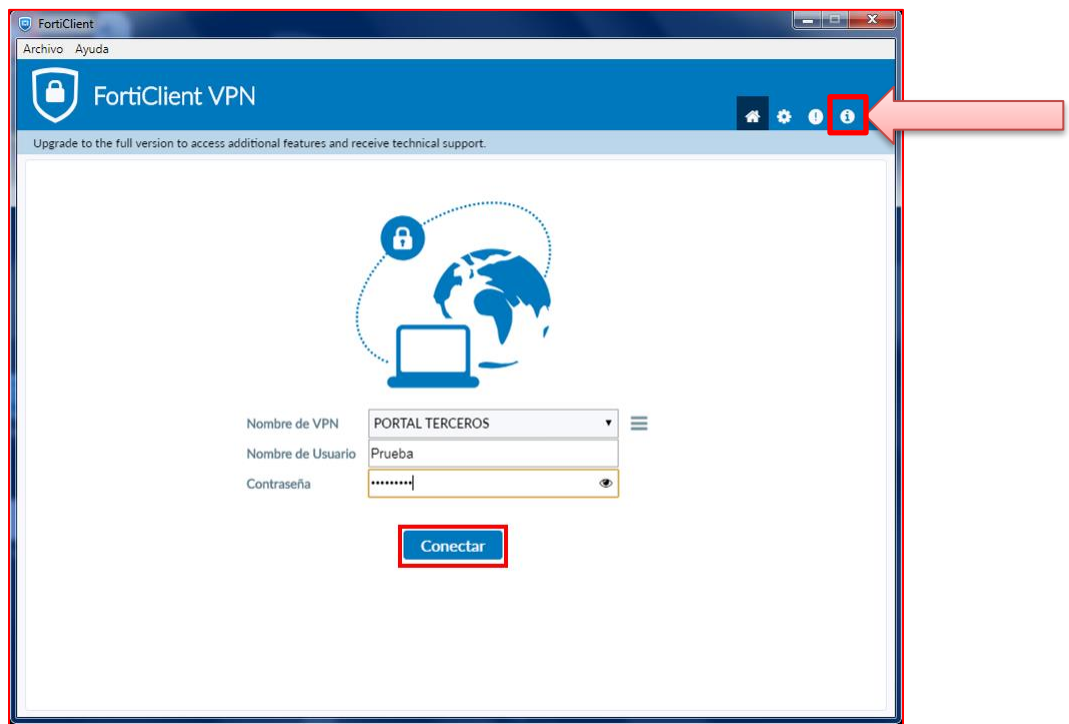 FortiClient
Archivo Ayuda
FortiClient VPN
Upgrade to the full version to access additional features and receive technical support.
Nombre de VPN PORTAL TERCEROS
Nombre de Usuario Prueba
Contraseña •••••••••
Conectar